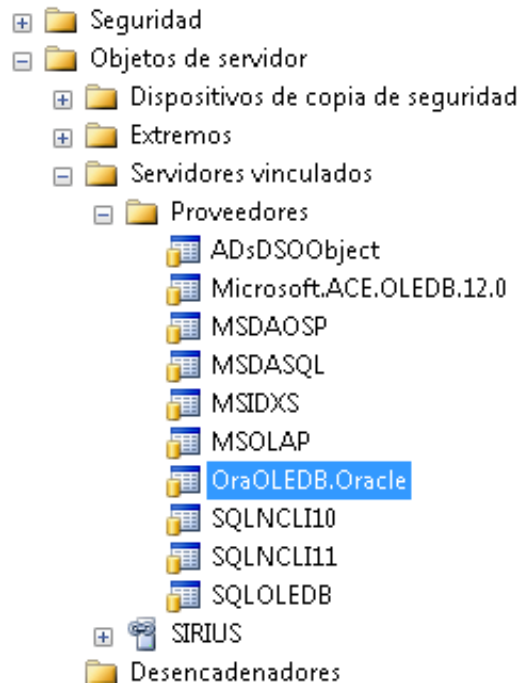 Seguridad
Objetos de servidor
Dispositivos de copia de seguridad
Extremos
Servidores vinculados
Proveedores
ADsDSOObject
Microsoft.ACE.OLEDB.12.0
MSDAOSP
MSDASQL
MSIDXS
MSOLAP
OraOLEDB.Oracle
SQLNCLI10
SQLNCLI11
SQLOLEDB
SIRIUS
Desencadenadores